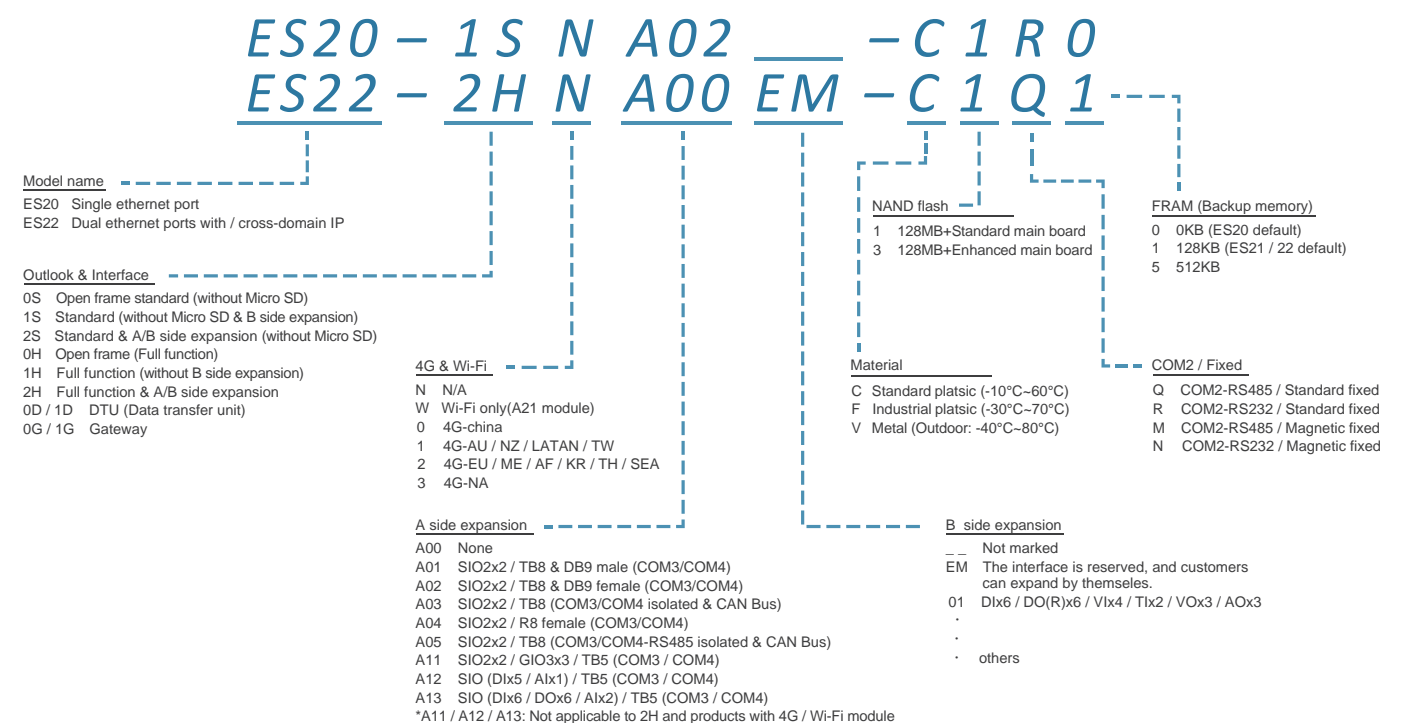 ES20 – 1S N A02 __ – C 1 R 0
ES22 – 2H N A00 EM – C 1 Q 1
Model name
ES20 Single ethernet port
ES22 Dual ethernet ports with / cross-domain IP
Outlook & Interface
0S Open frame standard (without Micro SD)
1S Standard (without Micro SD & B side expansion)
2S Standard & A/B side expansion (without Micro SD)
0H Open frame (Full function)
1H Full function (without B side expansion)
2H Full function & A/B side expansion
0D / 1D DTU (Data transfer unit)
0G / 1G Gateway
4G & Wi-Fi
N N/A
W Wi-Fi only(A21 module)
0 4G-china
1 4G-AU / NZ / LATAN / TW
2 4G-EU / ME / AF / KR / TH / SEA
3 4G-NA
A side expansion
A00 None
A01 SIO2x2 / TB8 & DB9 male (COM3/COM4)
A02 SIO2x2 / TB8 & DB9 female (COM3/COM4)
A03 SIO2x2 / TB8 (COM3/COM4 isolated & CAN Bus)
A04 SIO2x2 / R8 female (COM3/COM4)
A05 SIO2x2 / TB8 (COM3/COM4-RS485 isolated & CAN Bus)
A11 SIO2x2 / GIO3x3 / TB5 (COM3 / COM4)
A12 SIO (DIx5 / AIx1) / TB5 (COM3 / COM4)
A13 SIO (DIx6 / DOx6 / AIx2) / TB5 (COM3 / COM4)
*A11 / A12 / A13: Not applicable to 2H and products with 4G / Wi-Fi module
B side expansion
_ _ Not marked
EM The interface is reserved, and customers
can expand by themseles.
01 DIx6 / DO(R)x6 / VIx4 / TIx2 / VOx3 / AOx3
·
·
· others
Material
C Standard platsic (-10°C~60°C)
F Industrial platsic (-30°C~70°C)
V Metal (Outdoor: -40°C~80°C)
NAND flash
1 128MB+Standard main board
3 128MB+Enhanced main board
COM2 / Fixed
Q COM2-RS485 / Standard fixed
R COM2-RS232 / Standard fixed
M COM2-RS485 / Magnetic fixed
N COM2-RS232 / Magnetic fixed
FRAM (Backup memory)
0 0KB (ES20 default)
1 128KB (ES21 / 22 default)
5 512KB